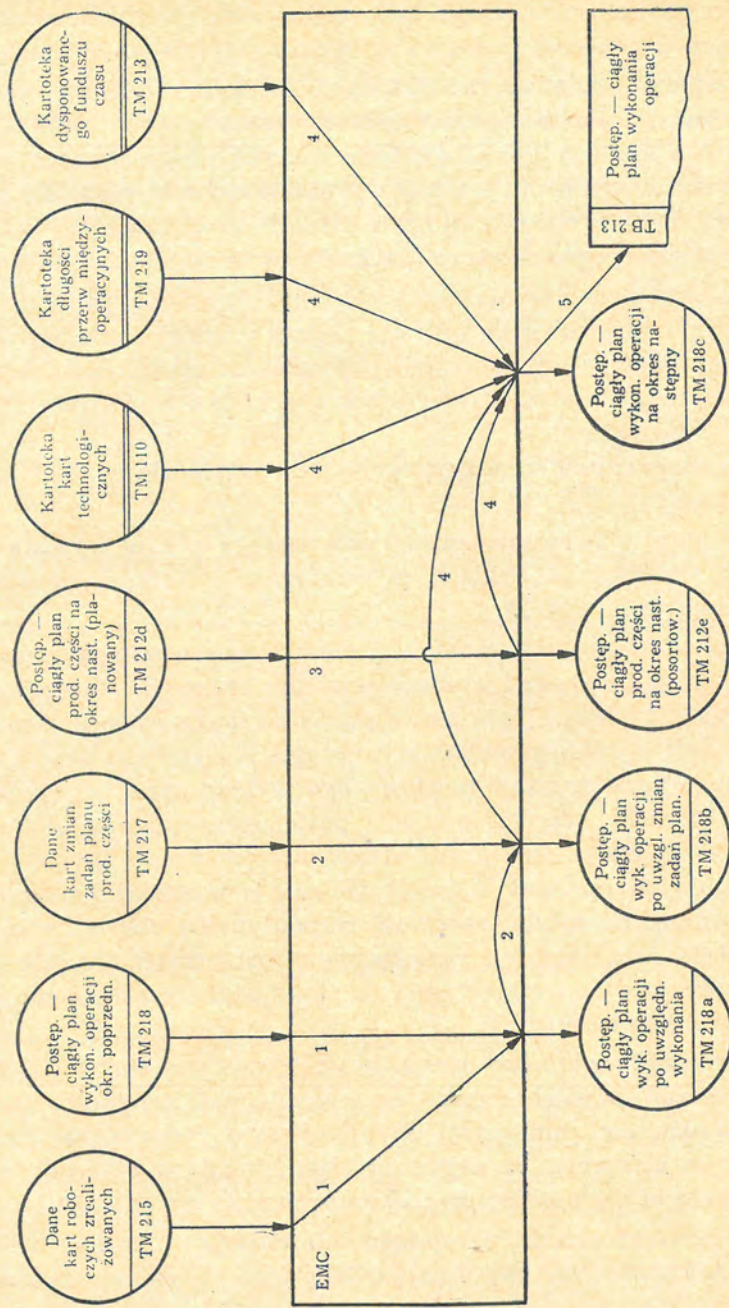 Dane
kart robo-
czych zreali-
zowanych
TM 215
Postęp. —
ciągły plan
wykon. operacji
okr. poprzedn.
TM 218
Dane
kart zmian
zadań planu
prod. części
TM 217
Postęp. —
ciągły plan
prod. części na
okres nast. (pla-
nowany)
TM 212d
Kartoteka
kart
technologi-
cznych
TM 110
Kartoteka
długości
przerw między-
operacyjnych
TM 219
Kartoteka
dysponowane-
go funduszu
czasu
TM 213
EMC
1
1
2
2
3
4
4
4
4
4
5
Postęp. —
ciągły plan
wyk. operacji
po uwzględn.
wykonania
TM 218a
Postęp. —
ciągły plan
wyk. operacji
po uwzgl. zmian
zadań plan.
TM 218b
Postęp. —
ciągły plan
prod. części
na okres nast.
(posortow.)
TM 212e
Postęp. —
ciągły plan
wykon. operacji
na okres na-
stępny
TM 218c
TB 213
Postęp. — ciągły
plan wykonania
operacji